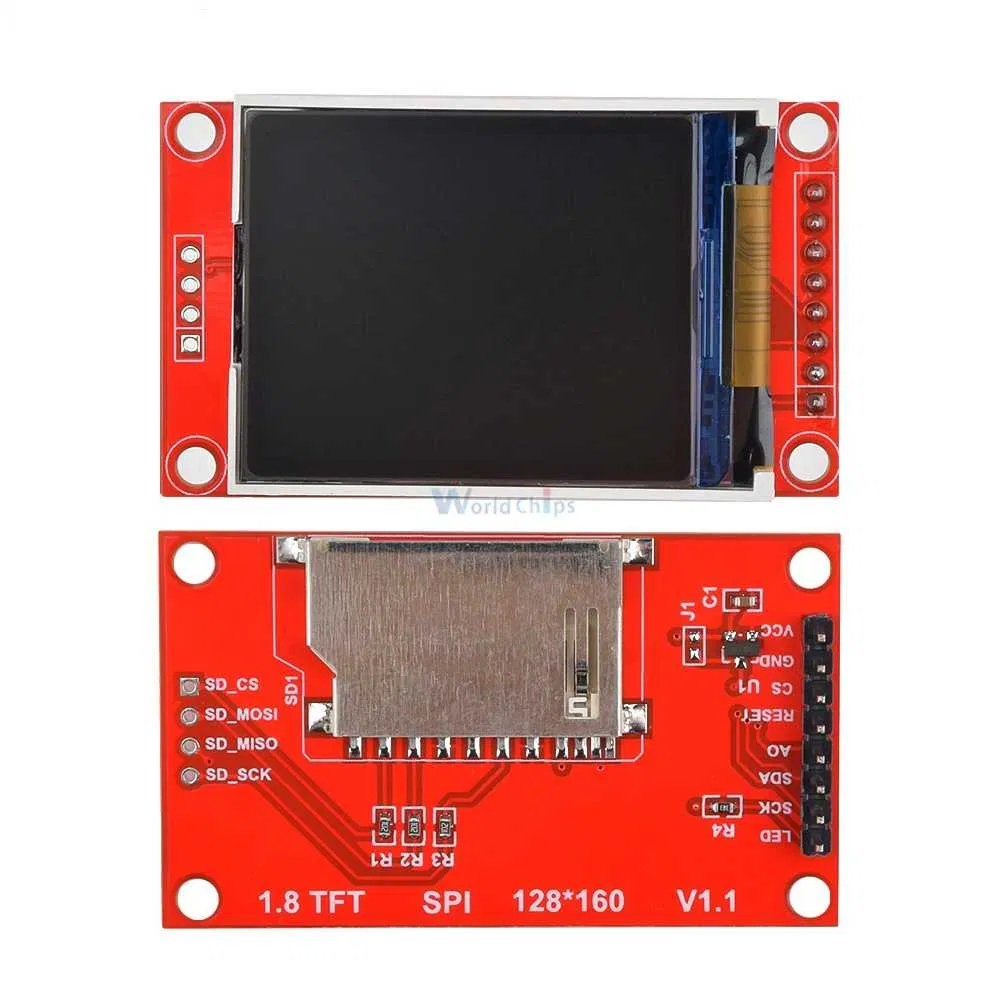 WorldChips
C1
J1
VCC
GND
CS
U1
RESET
AO
SDA
SCK
LED
SD1
SD_CS
SD_MOSI
SD_MISO
SD_SCK
R1
R2
R3
R4
1.8 TFT SPI 128*160 V1.1